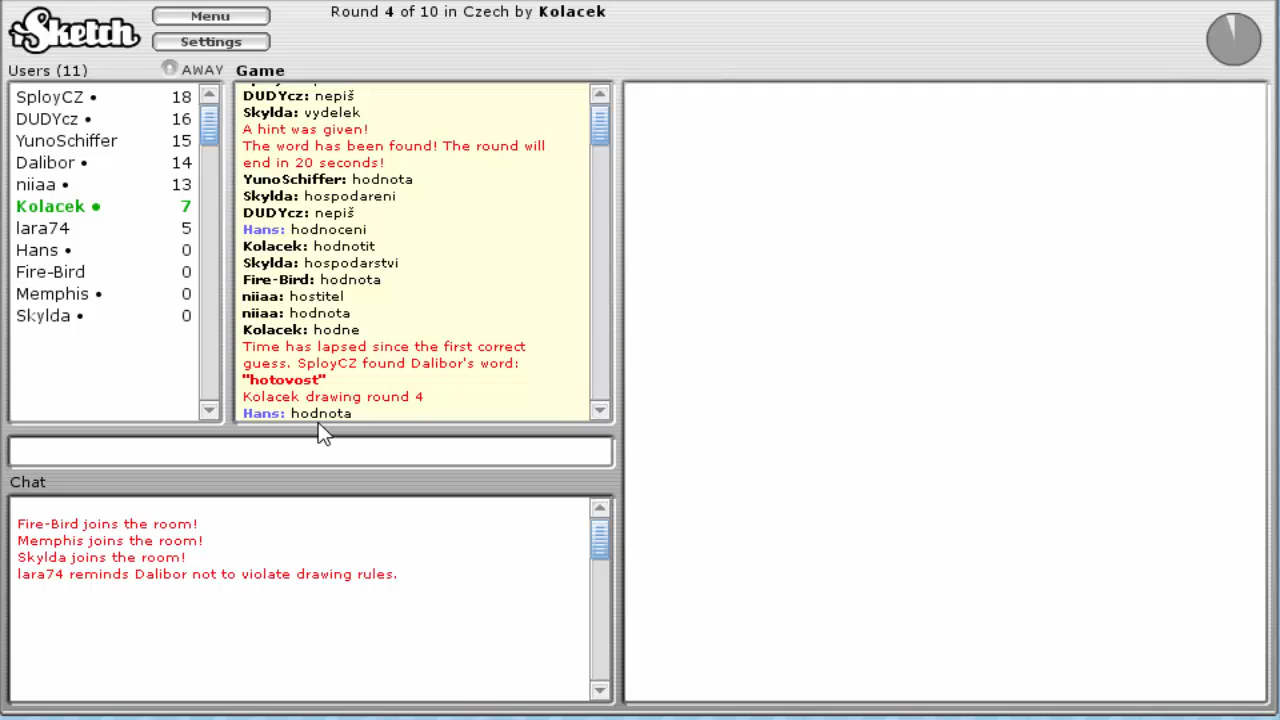 iSketch
Menu
Settings
Round 4 of 10 in Czech by Kolacek
Users (11)
AWAY
SployCZ • 18
DUDYcz • 16
YunoSchiffer 15
Dalibor • 14
niiaa • 13
Kolacek • 7
lara74 5
Hans • 0
Fire-Bird 0
Memphis • 0
Skylda • 0
Game
DUDYcz: nepiš
Skylda: vydelek
A hint was given!
The word has been found! The round will
end in 20 seconds!
YunoSchiffer: hodnota
Skylda: hospodareni
DUDYcz: nepiš
Hans: hodnoceni
Kolacek: hodnotit
Skylda: hospodarstvi
Fire-Bird: hodnota
niiaa: hostitel
niiaa: hodnota
Kolacek: hodne
Time has lapsed since the first correct
guess. SployCZ found Dalibor's word:
"hotovost"
Kolacek drawing round 4
Hans: hodnota
Chat
Fire-Bird joins the room!
Memphis joins the room!
Skylda joins the room!
lara74 reminds Dalibor not to violate drawing rules.